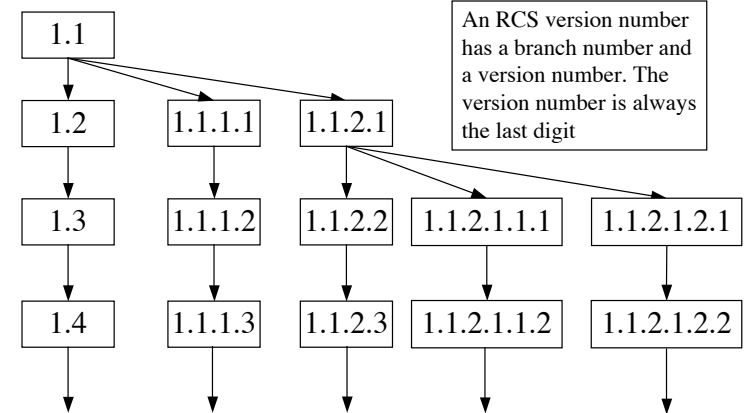 1.1
An RCS version number
has a branch number and
a version number. The
version number is always
the last digit
1.2
1.1.1.1
1.1.2.1
1.3
1.1.1.2
1.1.2.2
1.1.2.1.1.1
1.1.2.1.2.1
1.4
1.1.1.3
1.1.2.3
1.1.2.1.1.2
1.1.2.1.2.2